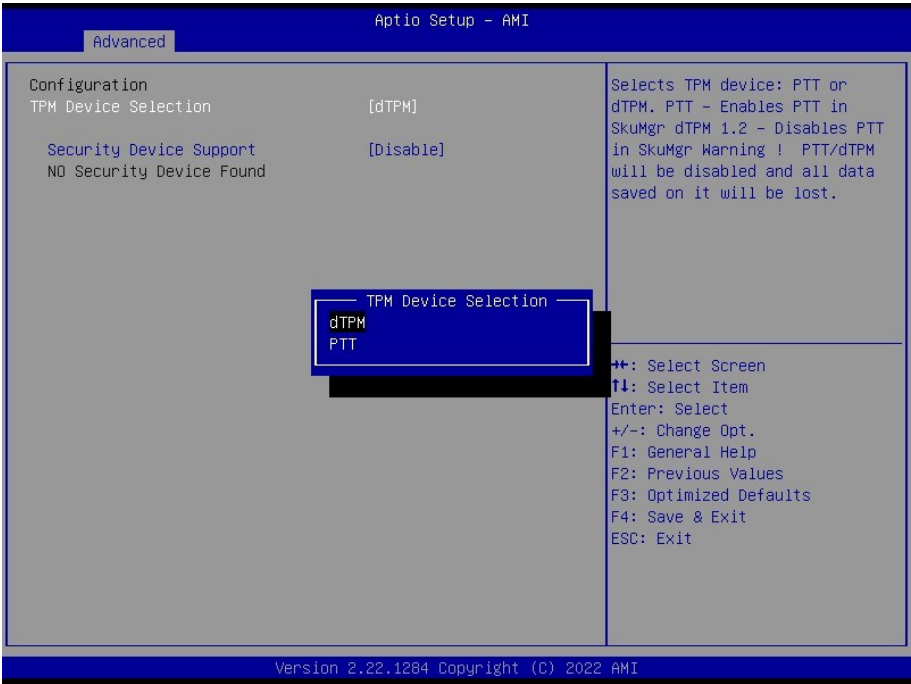 Aptio Setup - AMI
Advanced
Configuration
TPM Device Selection [dTPM]
Security Device Support [Disable]
NO Security Device Found
Selects TPM device: PTT or
dTPM. PTT - Enables PTT in
SkuMgr dTPM 1.2 - Disables PTT
in SkuMgr Warning ! PTT/dTPM
will be disabled and all data
saved on it will be lost.
TPM Device Selection
dTPM
PTT
→←: Select Screen
↑↓: Select Item
Enter: Select
+/-: Change Opt.
F1: General Help
F2: Previous Values
F3: Optimized Defaults
F4: Save & Exit
ESC: Exit
Version 2.22.1284 Copyright (C) 2022 AMI